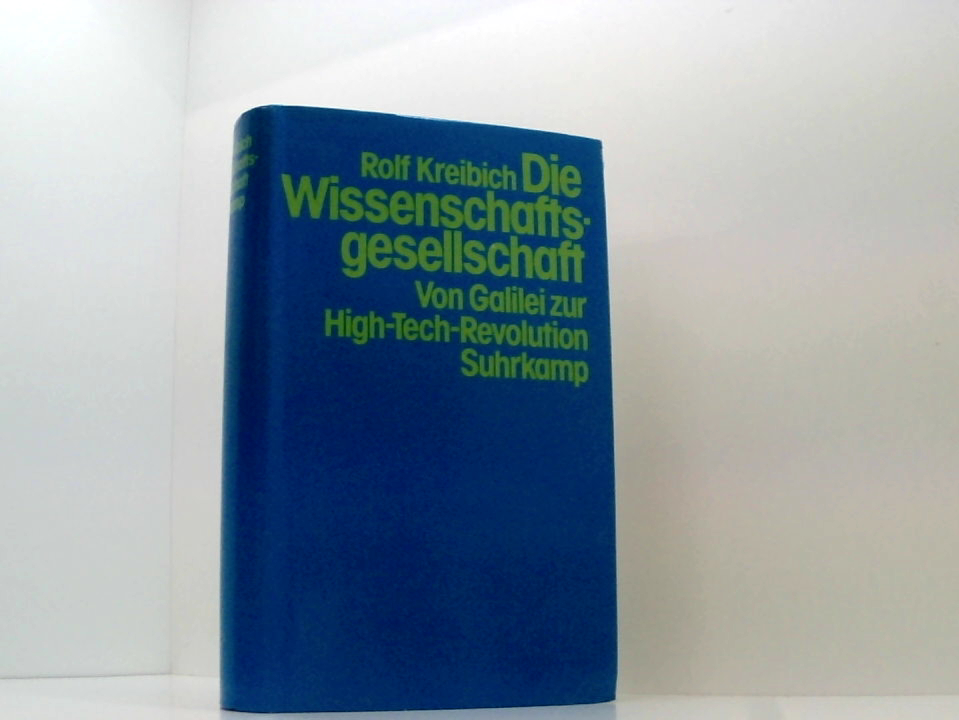 Rolf Kreibich Die
Wissenschafts-
gesellschaft
Von Galilei zur
High-Tech-Revolution
Suhrkamp